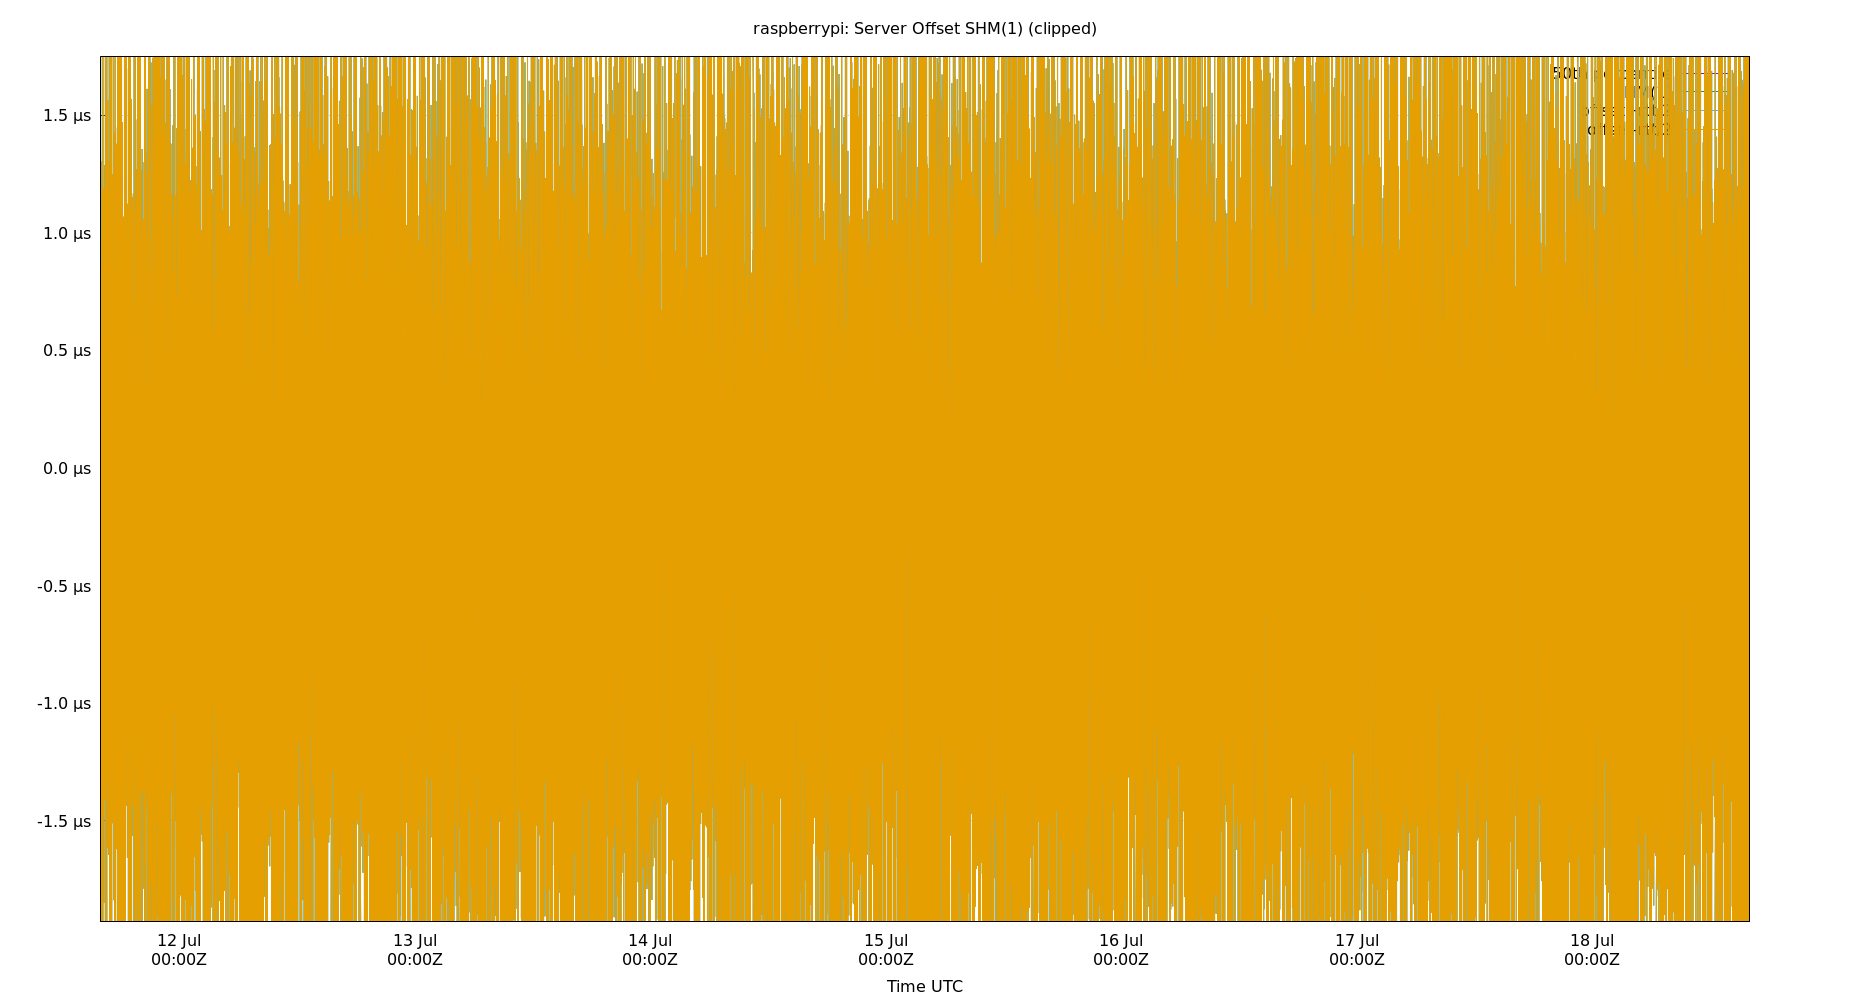 raspberrypi: Server Offset SHM(1) (clipped)
1.5 µs
1.0 µs
0.5 µs
0.0 µs
-0.5 µs
-1.0 µs
-1.5 µs
12 Jul 13 Jul 14 Jul 15 Jul 16 Jul 17 Jul 18 Jul
00:00Z 00:00Z 00:00Z 00:00Z 00:00Z 00:00Z 00:00Z
Time UTC